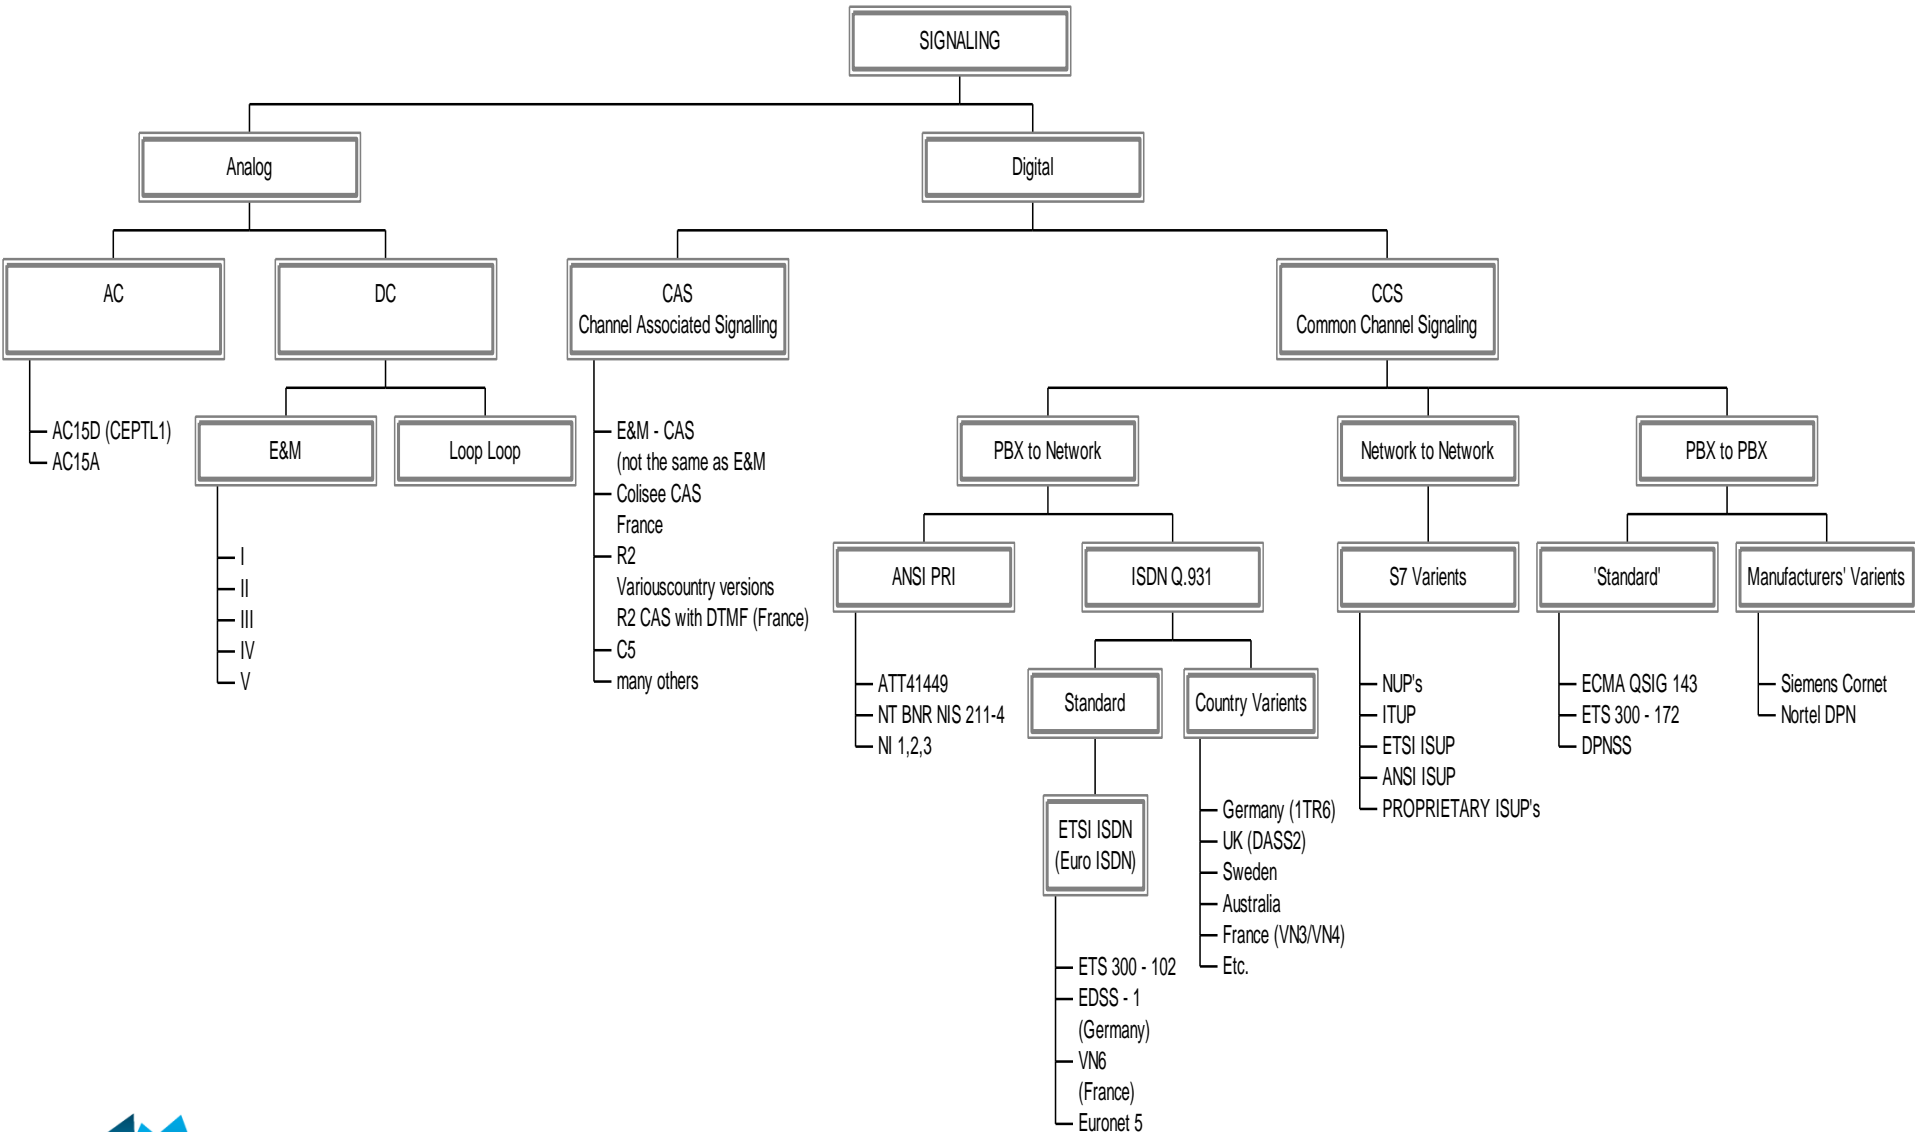 SIGNALING
Analog
Digital
AC
DC
CAS
Channel Associated Signalling
CCS
Common Channel Signaling
AC15D (CEPTL1)
AC15A
E&M
Loop Loop
I
II
III
IV
V
E&M - CAS
(not the same as E&M
Colisee CAS
France
R2
Variouscountry versions
R2 CAS with DTMF (France)
C5
many others
PBX to Network
Network to Network
PBX to PBX
ANSI PRI
ISDN Q.931
S7 Varients
'Standard'
Manufacturers' Varients
ATT41449
NT BNR NIS 211-4
NI 1,2,3
Standard
Country Varients
ETSI ISDN
(Euro ISDN)
ETS 300 - 102
EDSS - 1
(Germany)
VN6
(France)
Euronet 5
Germany (1TR6)
UK (DASS2)
Sweden
Australia
France (VN3/VN4)
Etc.
NUP's
ITUP
ETSI ISUP
ANSI ISUP
PROPRIETARY ISUP's
ECMA QSIG 143
ETS 300 - 172
DPNSS
Siemens Cornet
Nortel DPN